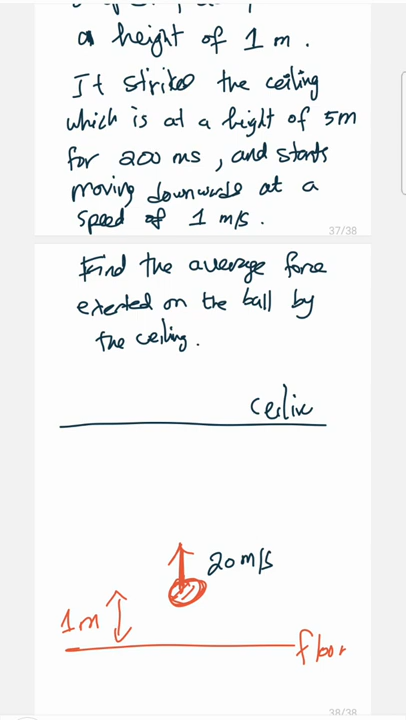 a height of 1 m.
It strikes the ceiling
which is at a height of 5m
for 200 ms, and starts
moving downwards at a
speed of 1 m/s.
37/38
Find the average force
exerted on the ball by
the ceiling.
ceiling
20 m/s
1m
floor
38/38